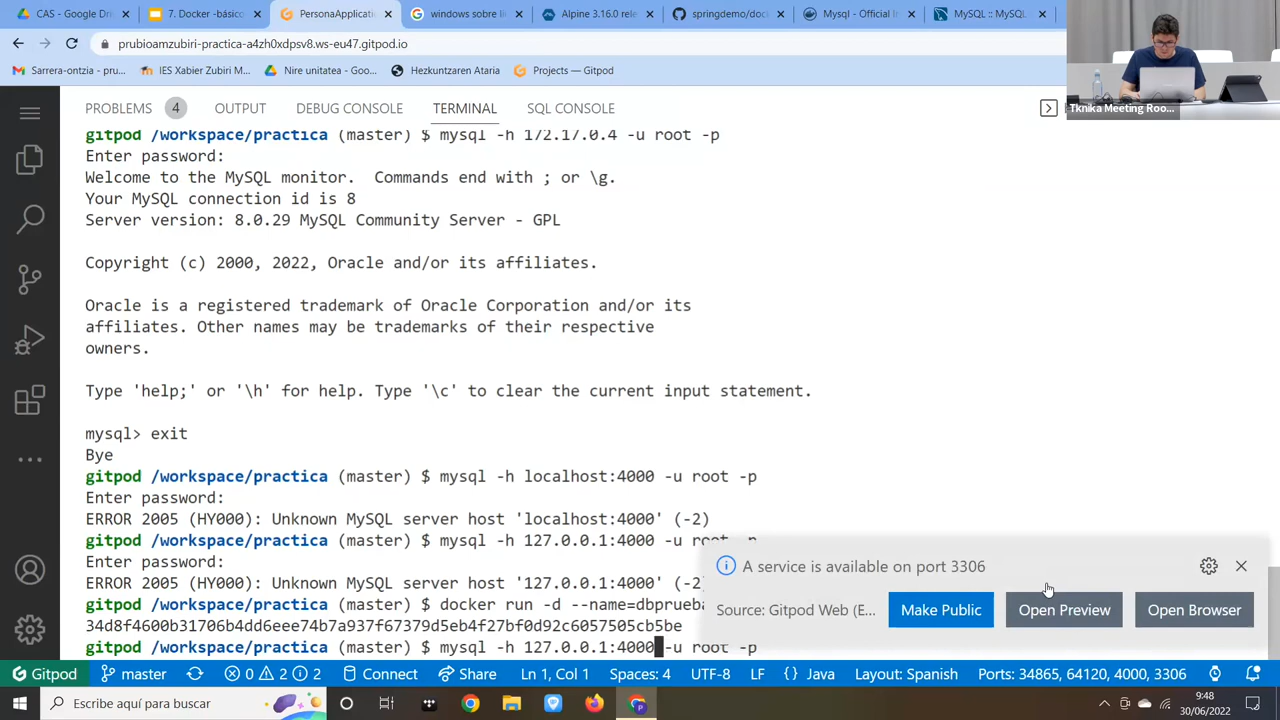 CAS - Google Drive
7. Docker -básico
PersonaApplication
windows sobre li
Alpine 3.16.0 rele
springdemo/dock
Mysql - Official In
MySQL :: MySQL
prubioamzubiri-practica-a4zh0xdpsv8.ws-eu47.gitpod.io
Sarrera-ontzia - pru...
IES Xabier Zubiri M...
Nire unitatea - Goo...
Hezkuntzaren Ataria
Projects — Gitpod
Tknika Meeting Roo...
PROBLEMS 4 OUTPUT DEBUG CONSOLE TERMINAL SQL CONSOLE
gitpod /workspace/practica (master) $ mysql -h 172.17.0.4 -u root -p
Enter password:
Welcome to the MySQL monitor.  Commands end with ; or \g.
Your MySQL connection id is 8
Server version: 8.0.29 MySQL Community Server - GPL
Copyright (c) 2000, 2022, Oracle and/or its affiliates.
Oracle is a registered trademark of Oracle Corporation and/or its
affiliates. Other names may be trademarks of their respective
owners.
Type 'help;' or '\h' for help. Type '\c' to clear the current input statement.
mysql> exit
Bye
gitpod /workspace/practica (master) $ mysql -h localhost:4000 -u root -p
Enter password:
ERROR 2005 (HY000): Unknown MySQL server host 'localhost:4000' (-2)
gitpod /workspace/practica (master) $ mysql -h 127.0.0.1:4000 -u root -p
Enter password:
ERROR 2005 (HY000): Unknown MySQL server host '127.0.0.1:4000' (-2)
gitpod /workspace/practica (master) $ docker run -d --name=dbprueba
34d8f4600b31706b4dd6eee74b7a937f67379d5eb4f27bf0d92c6057505cb5be
gitpod /workspace/practica (master) $ mysql -h 127.0.0.1:4000 -u root -p
A service is available on port 3306
Source: Gitpod Web (E...
Make Public
Open Preview
Open Browser
Gitpod master 0 2 2 Connect Share Ln 1, Col 1 Spaces: 4 UTF-8 LF {} Java Layout: Spanish Ports: 34865, 64120, 4000, 3306
Escribe aquí para buscar
9:48
30/06/2022